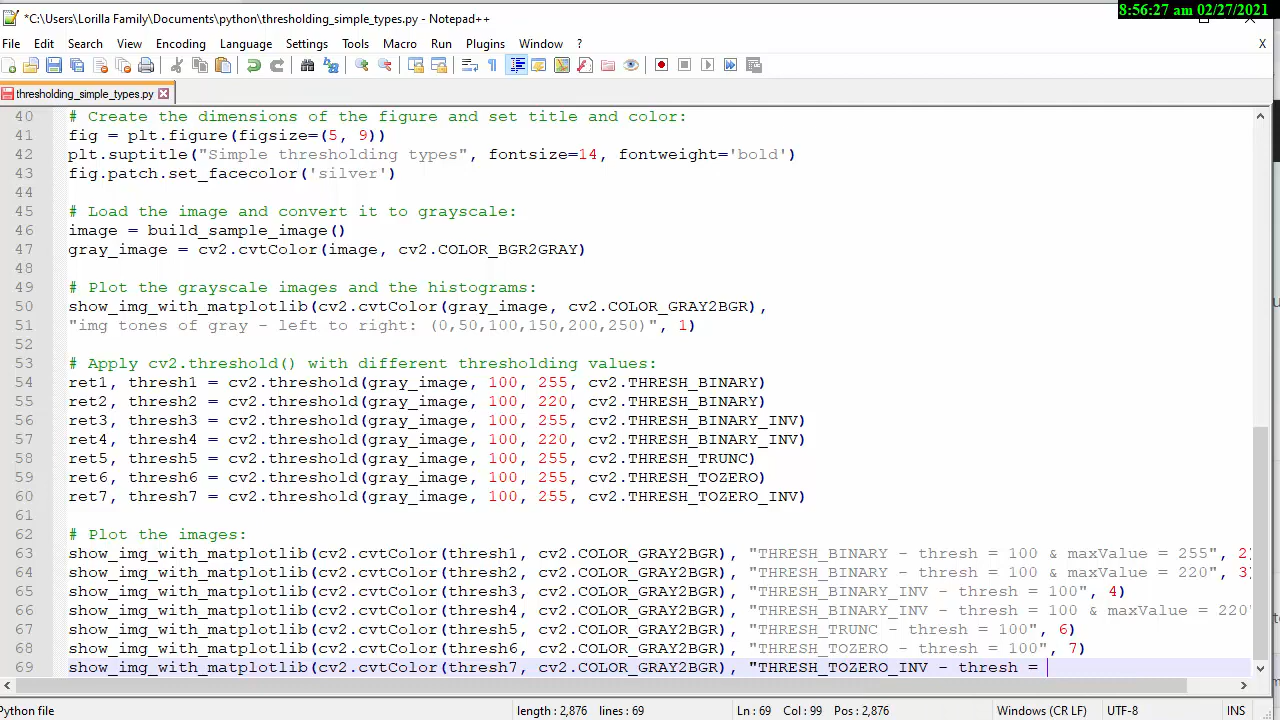 8:56:27 am 02/27/2021
*C:\Users\Lorilla Family\Documents\python\thresholding_simple_types.py - Notepad++
File Edit Search View Encoding Language Settings Tools Macro Run Plugins Window ? X
thresholding_simple_types.py
40 # Create the dimensions of the figure and set title and color:
41 fig = plt.figure(figsize=(5, 9))
42 plt.suptitle("Simple thresholding types", fontsize=14, fontweight='bold')
43 fig.patch.set_facecolor('silver')
44
45 # Load the image and convert it to grayscale:
46 image = build_sample_image()
47 gray_image = cv2.cvtColor(image, cv2.COLOR_BGR2GRAY)
48
49 # Plot the grayscale images and the histograms:
50 show_img_with_matplotlib(cv2.cvtColor(gray_image, cv2.COLOR_GRAY2BGR),
51 "img tones of gray - left to right: (0,50,100,150,200,250)", 1)
52
53 # Apply cv2.threshold() with different thresholding values:
54 ret1, thresh1 = cv2.threshold(gray_image, 100, 255, cv2.THRESH_BINARY)
55 ret2, thresh2 = cv2.threshold(gray_image, 100, 220, cv2.THRESH_BINARY)
56 ret3, thresh3 = cv2.threshold(gray_image, 100, 255, cv2.THRESH_BINARY_INV)
57 ret4, thresh4 = cv2.threshold(gray_image, 100, 220, cv2.THRESH_BINARY_INV)
58 ret5, thresh5 = cv2.threshold(gray_image, 100, 255, cv2.THRESH_TRUNC)
59 ret6, thresh6 = cv2.threshold(gray_image, 100, 255, cv2.THRESH_TOZERO)
60 ret7, thresh7 = cv2.threshold(gray_image, 100, 255, cv2.THRESH_TOZERO_INV)
61
62 # Plot the images:
63 show_img_with_matplotlib(cv2.cvtColor(thresh1, cv2.COLOR_GRAY2BGR), "THRESH_BINARY - thresh = 100 & maxValue = 255", 2)
64 show_img_with_matplotlib(cv2.cvtColor(thresh2, cv2.COLOR_GRAY2BGR), "THRESH_BINARY - thresh = 100 & maxValue = 220", 3)
65 show_img_with_matplotlib(cv2.cvtColor(thresh3, cv2.COLOR_GRAY2BGR), "THRESH_BINARY_INV - thresh = 100", 4)
66 show_img_with_matplotlib(cv2.cvtColor(thresh4, cv2.COLOR_GRAY2BGR), "THRESH_BINARY_INV - thresh = 100 & maxValue = 220"
67 show_img_with_matplotlib(cv2.cvtColor(thresh5, cv2.COLOR_GRAY2BGR), "THRESH_TRUNC - thresh = 100", 6)
68 show_img_with_matplotlib(cv2.cvtColor(thresh6, cv2.COLOR_GRAY2BGR), "THRESH_TOZERO - thresh = 100", 7)
69 show_img_with_matplotlib(cv2.cvtColor(thresh7, cv2.COLOR_GRAY2BGR), "THRESH_TOZERO_INV - thresh =
Python file length : 2,876 lines : 69 Ln : 69 Col : 99 Pos : 2,876 Windows (CR LF) UTF-8 INS